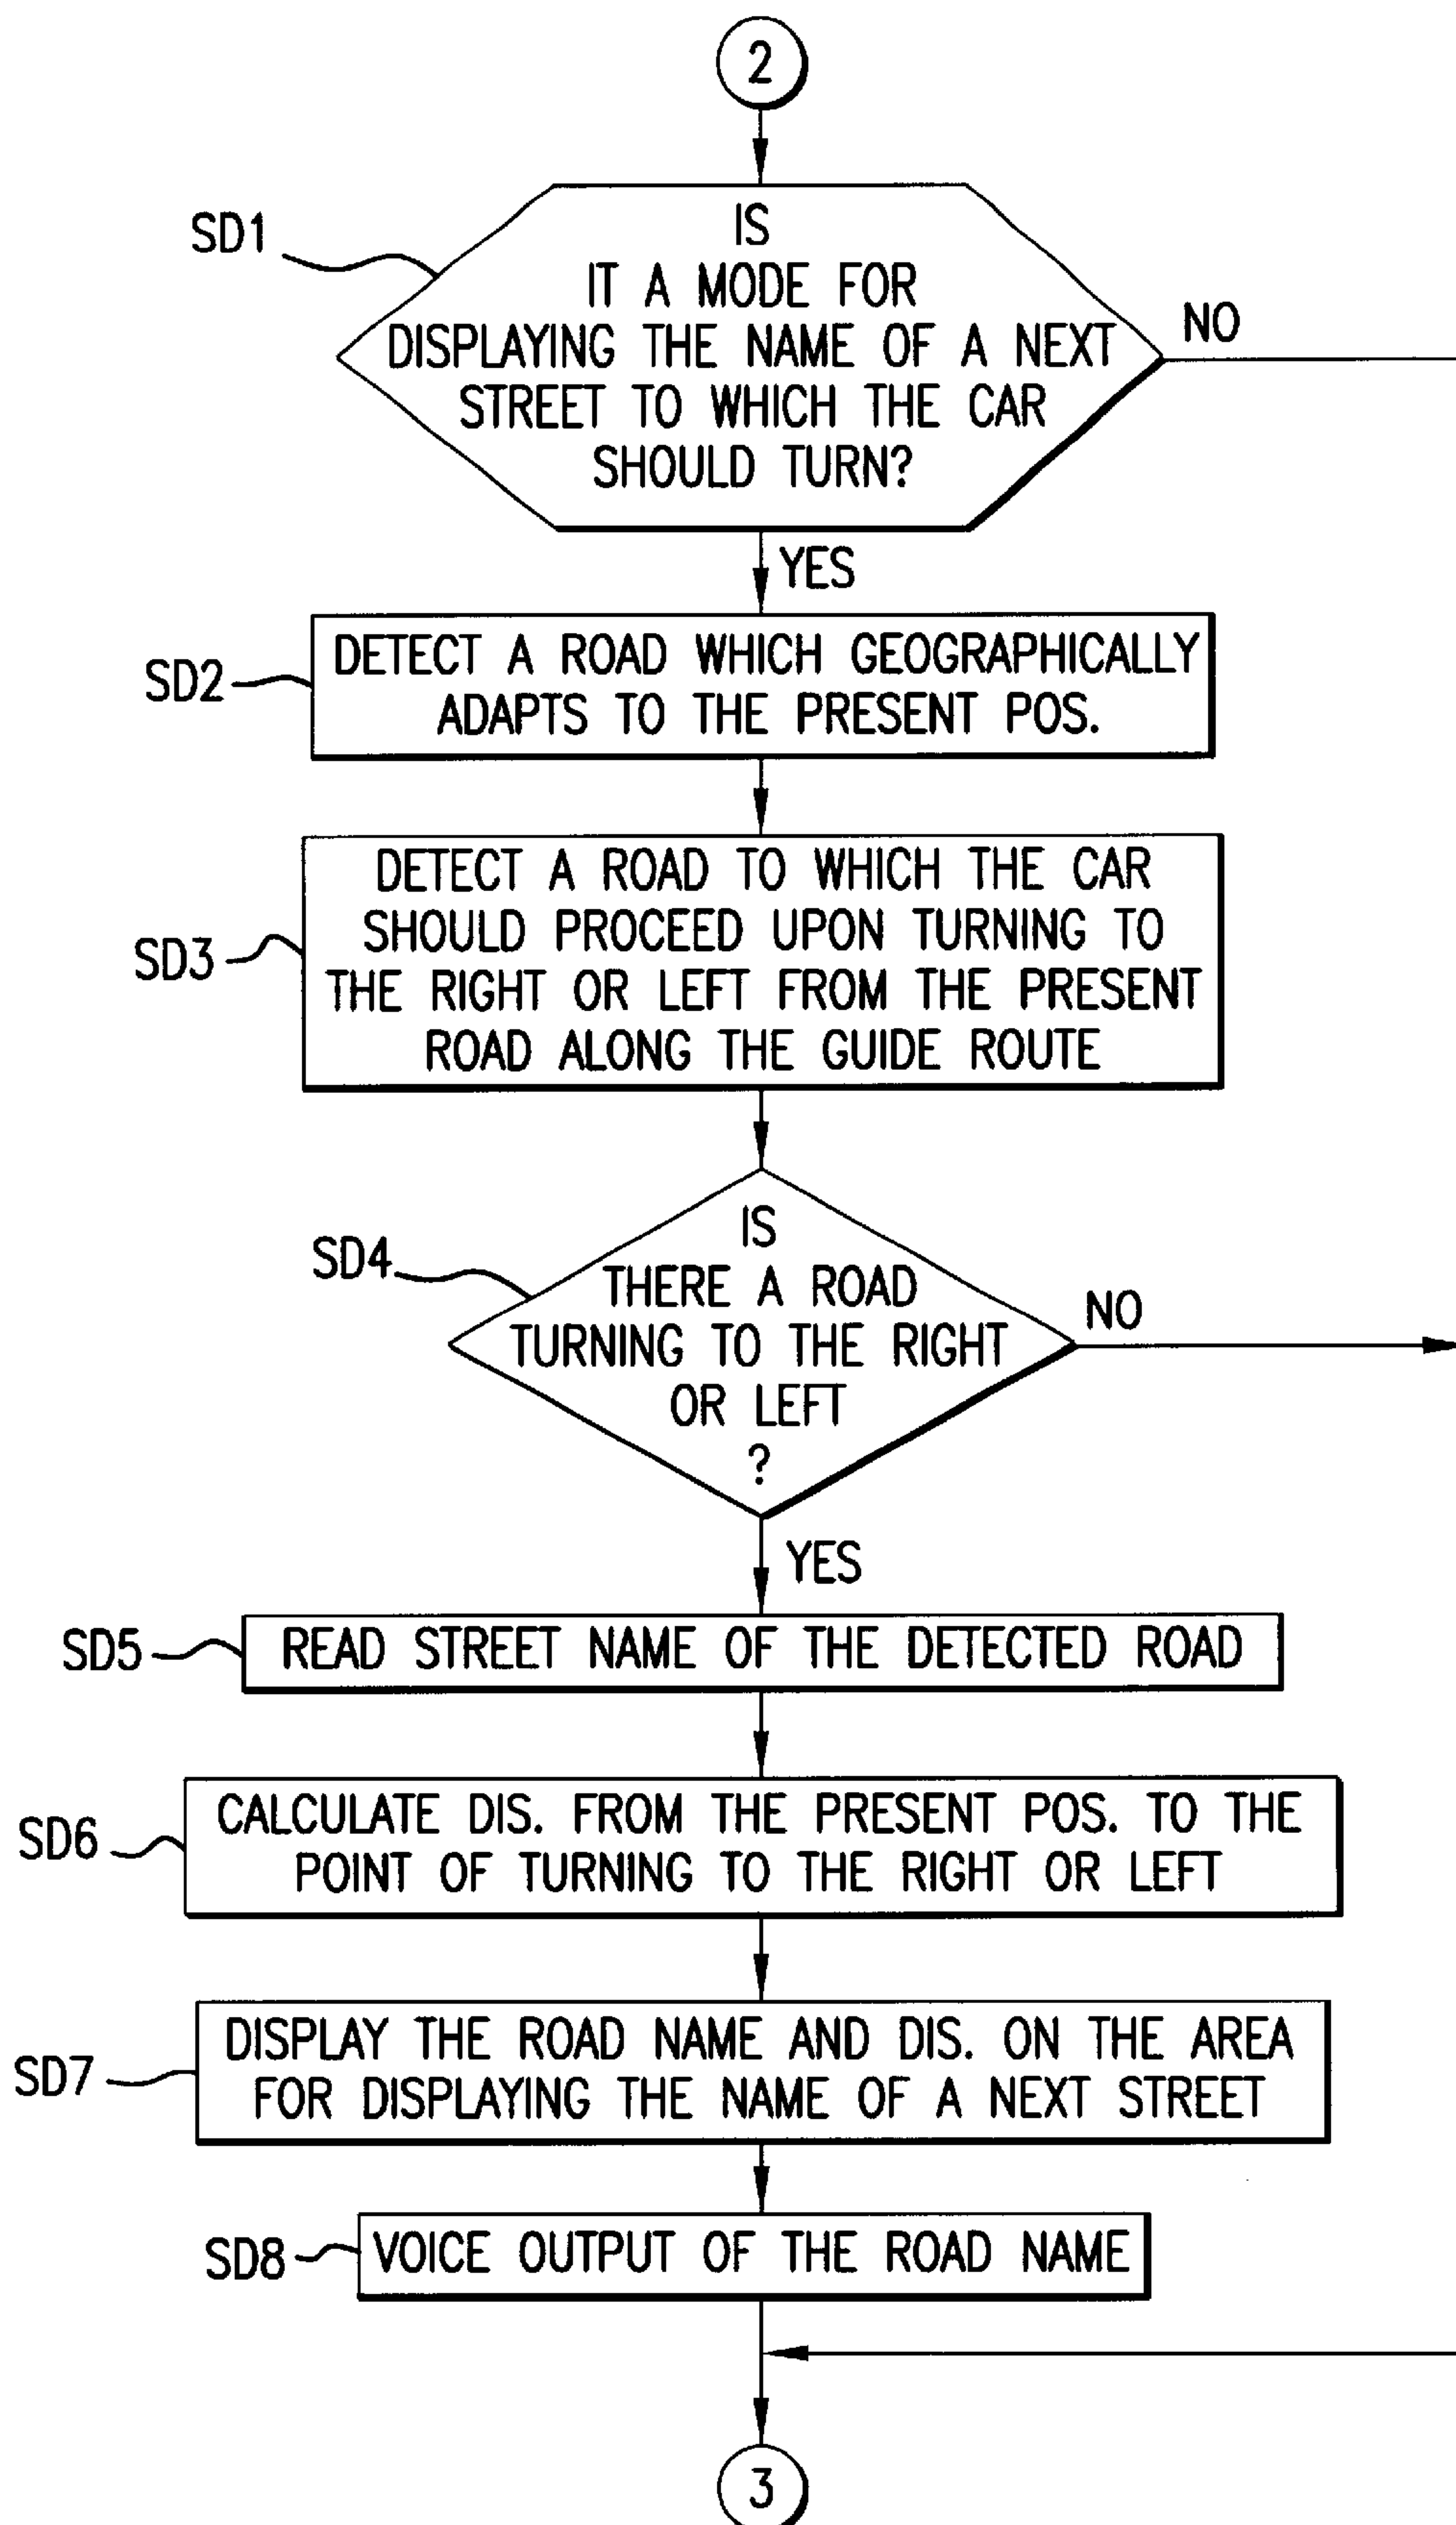 2
SD1
IS
IT A MODE FOR
DISPLAYING THE NAME OF A NEXT
STREET TO WHICH THE CAR
SHOULD TURN?
NO
YES
SD2
DETECT A ROAD WHICH GEOGRAPHICALLY
ADAPTS TO THE PRESENT POS.
SD3
DETECT A ROAD TO WHICH THE CAR
SHOULD PROCEED UPON TURNING TO
THE RIGHT OR LEFT FROM THE PRESENT
ROAD ALONG THE GUIDE ROUTE
SD4
IS
THERE A ROAD
TURNING TO THE RIGHT
OR LEFT
?
NO
YES
SD5
READ STREET NAME OF THE DETECTED ROAD
SD6
CALCULATE DIS. FROM THE PRESENT POS. TO THE
POINT OF TURNING TO THE RIGHT OR LEFT
SD7
DISPLAY THE ROAD NAME AND DIS. ON THE AREA
FOR DISPLAYING THE NAME OF A NEXT STREET
SD8
VOICE OUTPUT OF THE ROAD NAME
3